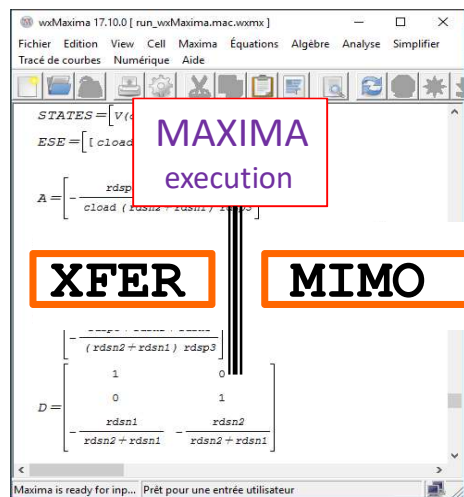 wxMaxima 17.10.0 [ run_wxMaxima.mac.wxmx ]
Fichier Edition View Cell Maxima Équations Algèbre Analyse Simplifier
Tracé de courbes Numérique Aide
STATES=[V(
ESE=[[cload
MAXIMA
execution
A=[-
rdsp
cload (rdsn2+rdsn1) rdsp3
]
XFER MIMO
-
(rdsn2+rdsn1) rdsp3
1 0
0 1
D=
- rdsn1 - rdsn2
rdsn2+rdsn1 rdsn2+rdsn1
Maxima is ready for inp... Prêt pour une entrée utilisateur